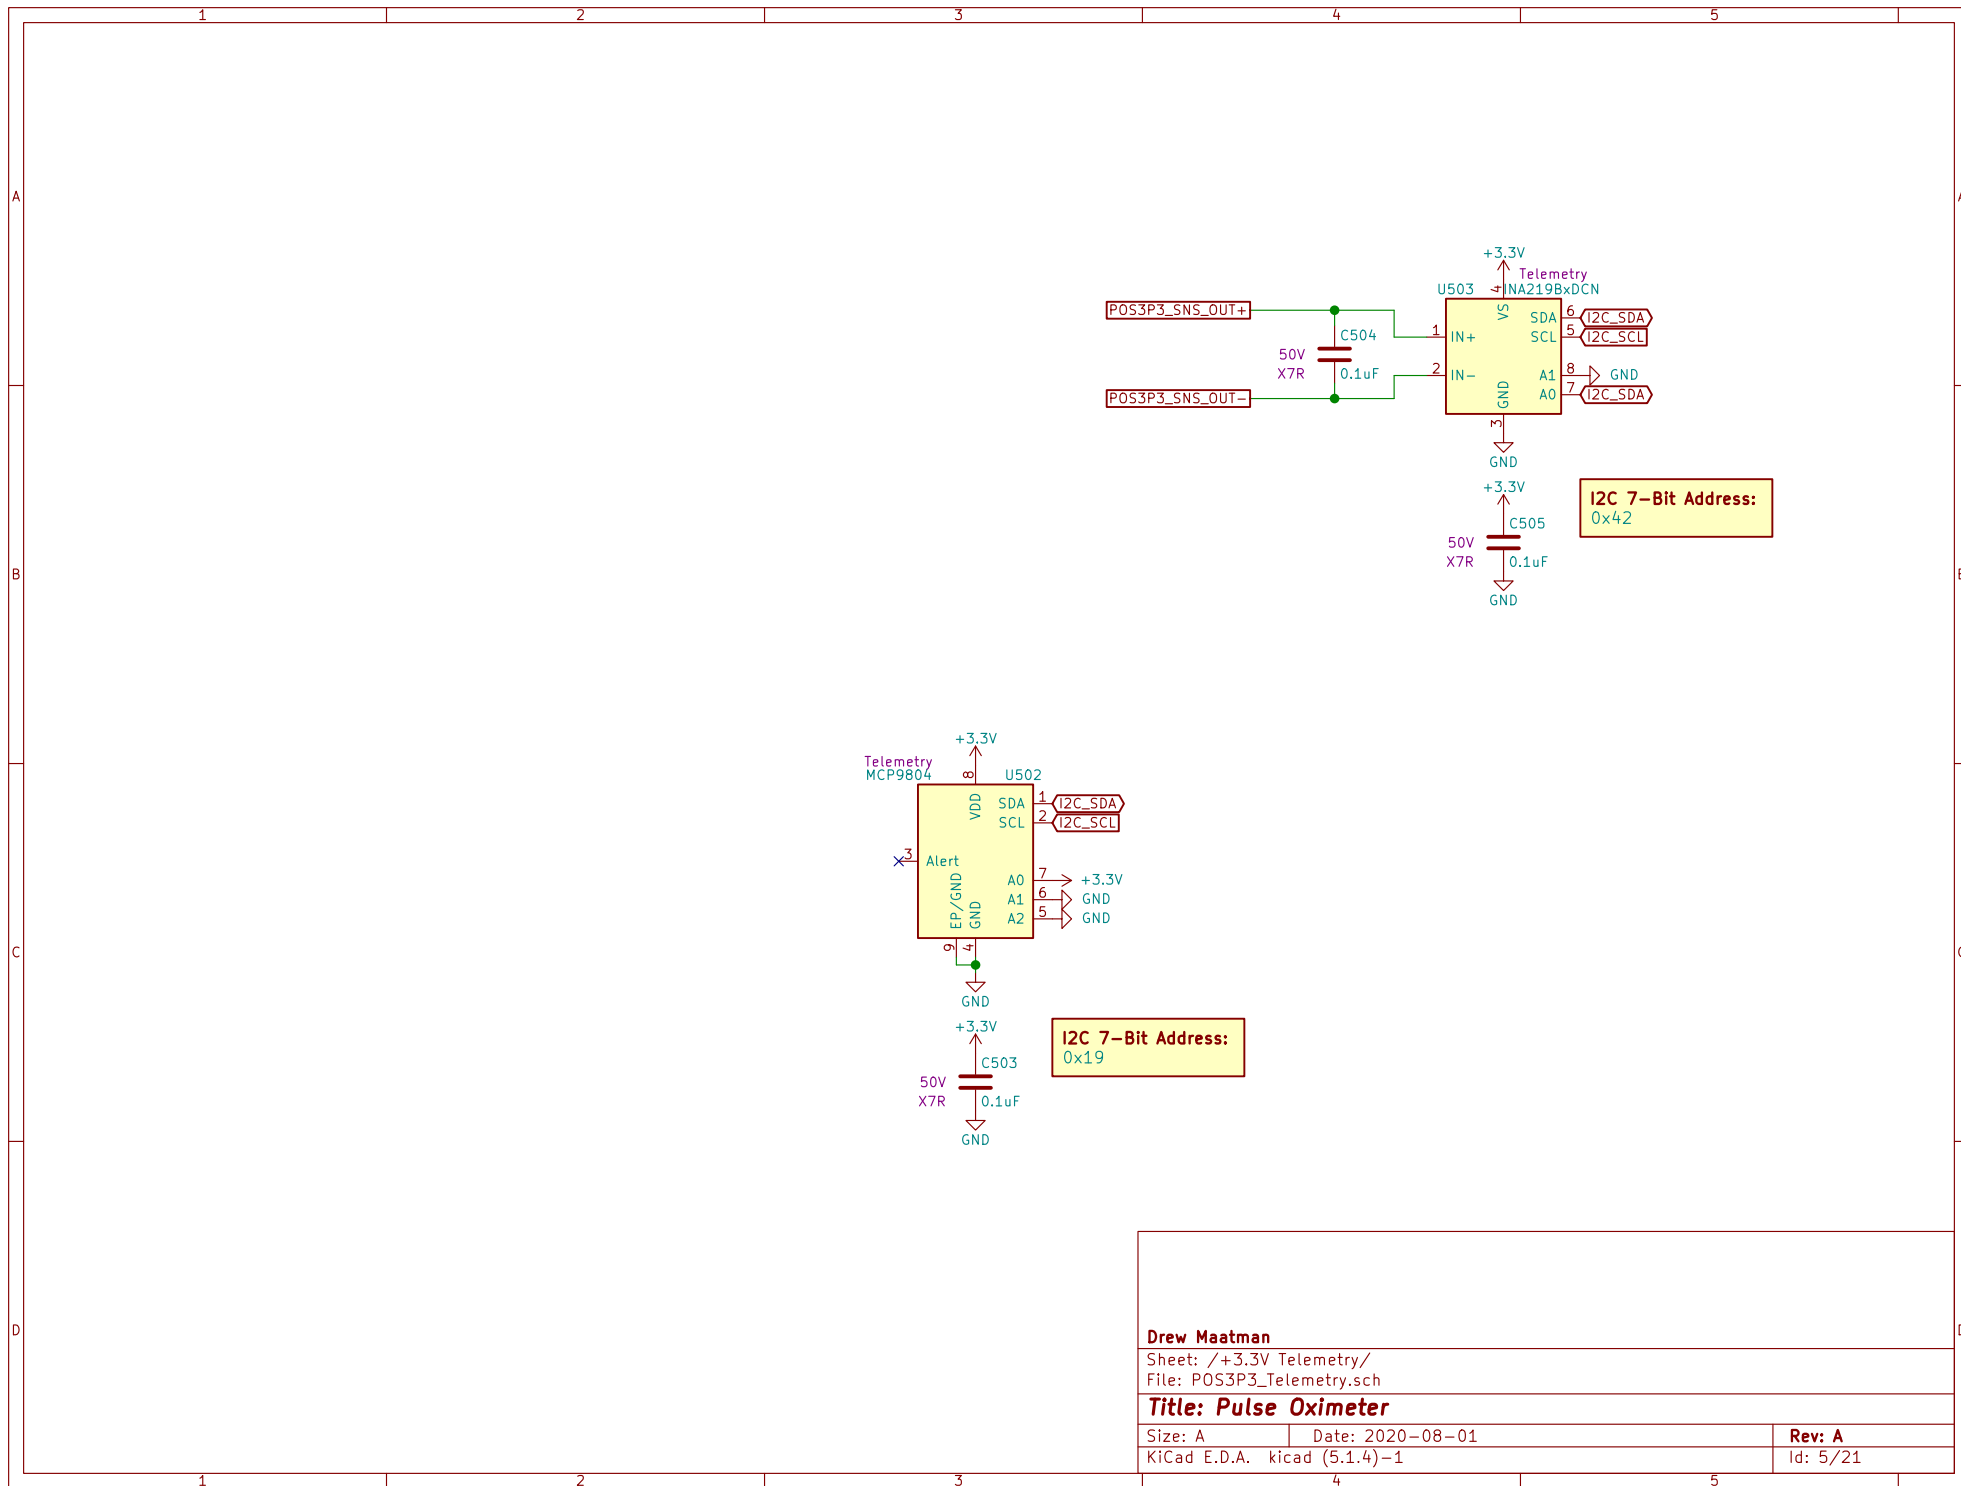 1 2 3 4 5
A A
+3.3V
Telemetry
U503 INA219BxDCN
4 VS
POS3P3_SNS_OUT+
SDA 6 I2C_SDA
SCL 5 I2C_SCL
1 IN+
C504
50V
X7R 0.1uF
2 IN-
A1 8 GND
A0 7 I2C_SDA
POS3P3_SNS_OUT-
GND 3
GND
+3.3V
I2C 7-Bit Address:
0x42
C505
50V
X7R 0.1uF
GND
B
+3.3V
Telemetry
MCP9804 U502
8 VDD
SDA 1 I2C_SDA
SCL 2 I2C_SCL
3 Alert
A0 7 +3.3V
A1 6 GND
A2 5 GND
EP/GND GND
9 4
GND
C
+3.3V
I2C 7-Bit Address:
0x19
C503
50V
X7R 0.1uF
GND
D
Drew Maatman
Sheet: /+3.3V Telemetry/
File: POS3P3_Telemetry.sch
Title: Pulse Oximeter
Size: A Date: 2020-08-01 Rev: A
KiCad E.D.A. kicad (5.1.4)-1 Id: 5/21
1 2 3 4 5